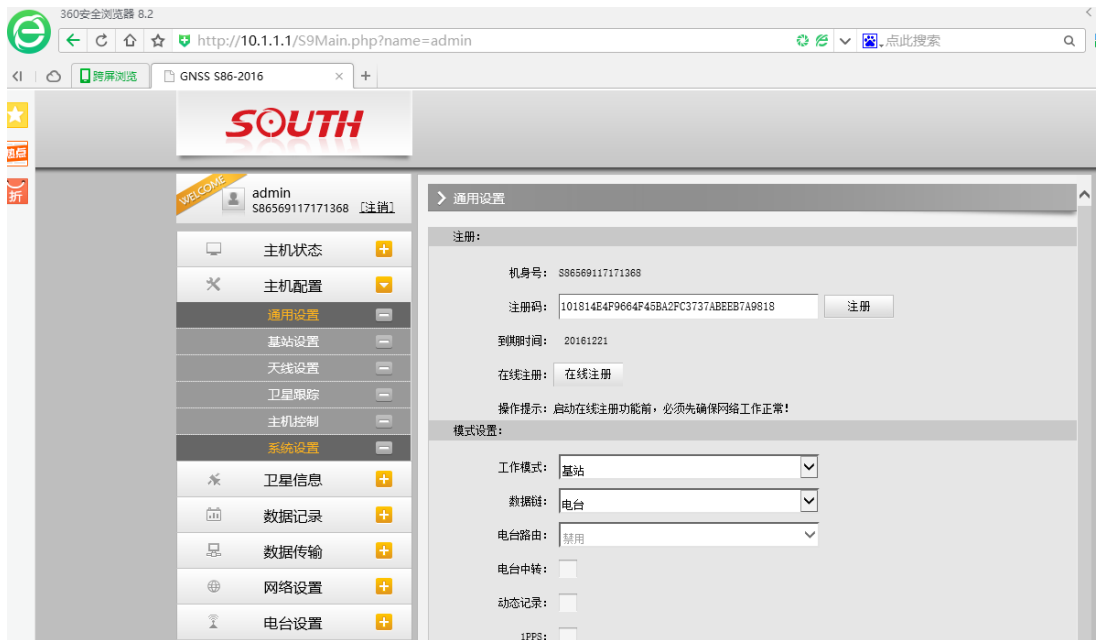 360安全浏览器 8.2
http://10.1.1.1/S9Main.php?name=admin
点此搜索
跨屏浏览
GNSS S86-2016
SOUTH
WELCOME
admin
S86569117171368 [注销]
主机状态
主机配置
通用设置
基站设置
天线设置
卫星跟踪
主机控制
系统设置
卫星信息
数据记录
数据传输
网络设置
电台设置
通用设置
注册:
机身号: S86569117171368
注册码: 101814E4F9664F45BA2FC3737ABEEB7A9818 注册
到期时间: 20161221
在线注册: 在线注册
操作提示: 启动在线注册功能前，必须先确保网络工作正常!
模式设置:
工作模式: 基站
数据链: 电台
电台路由: 禁用
电台中转:
动态记录:
1PPS:
折